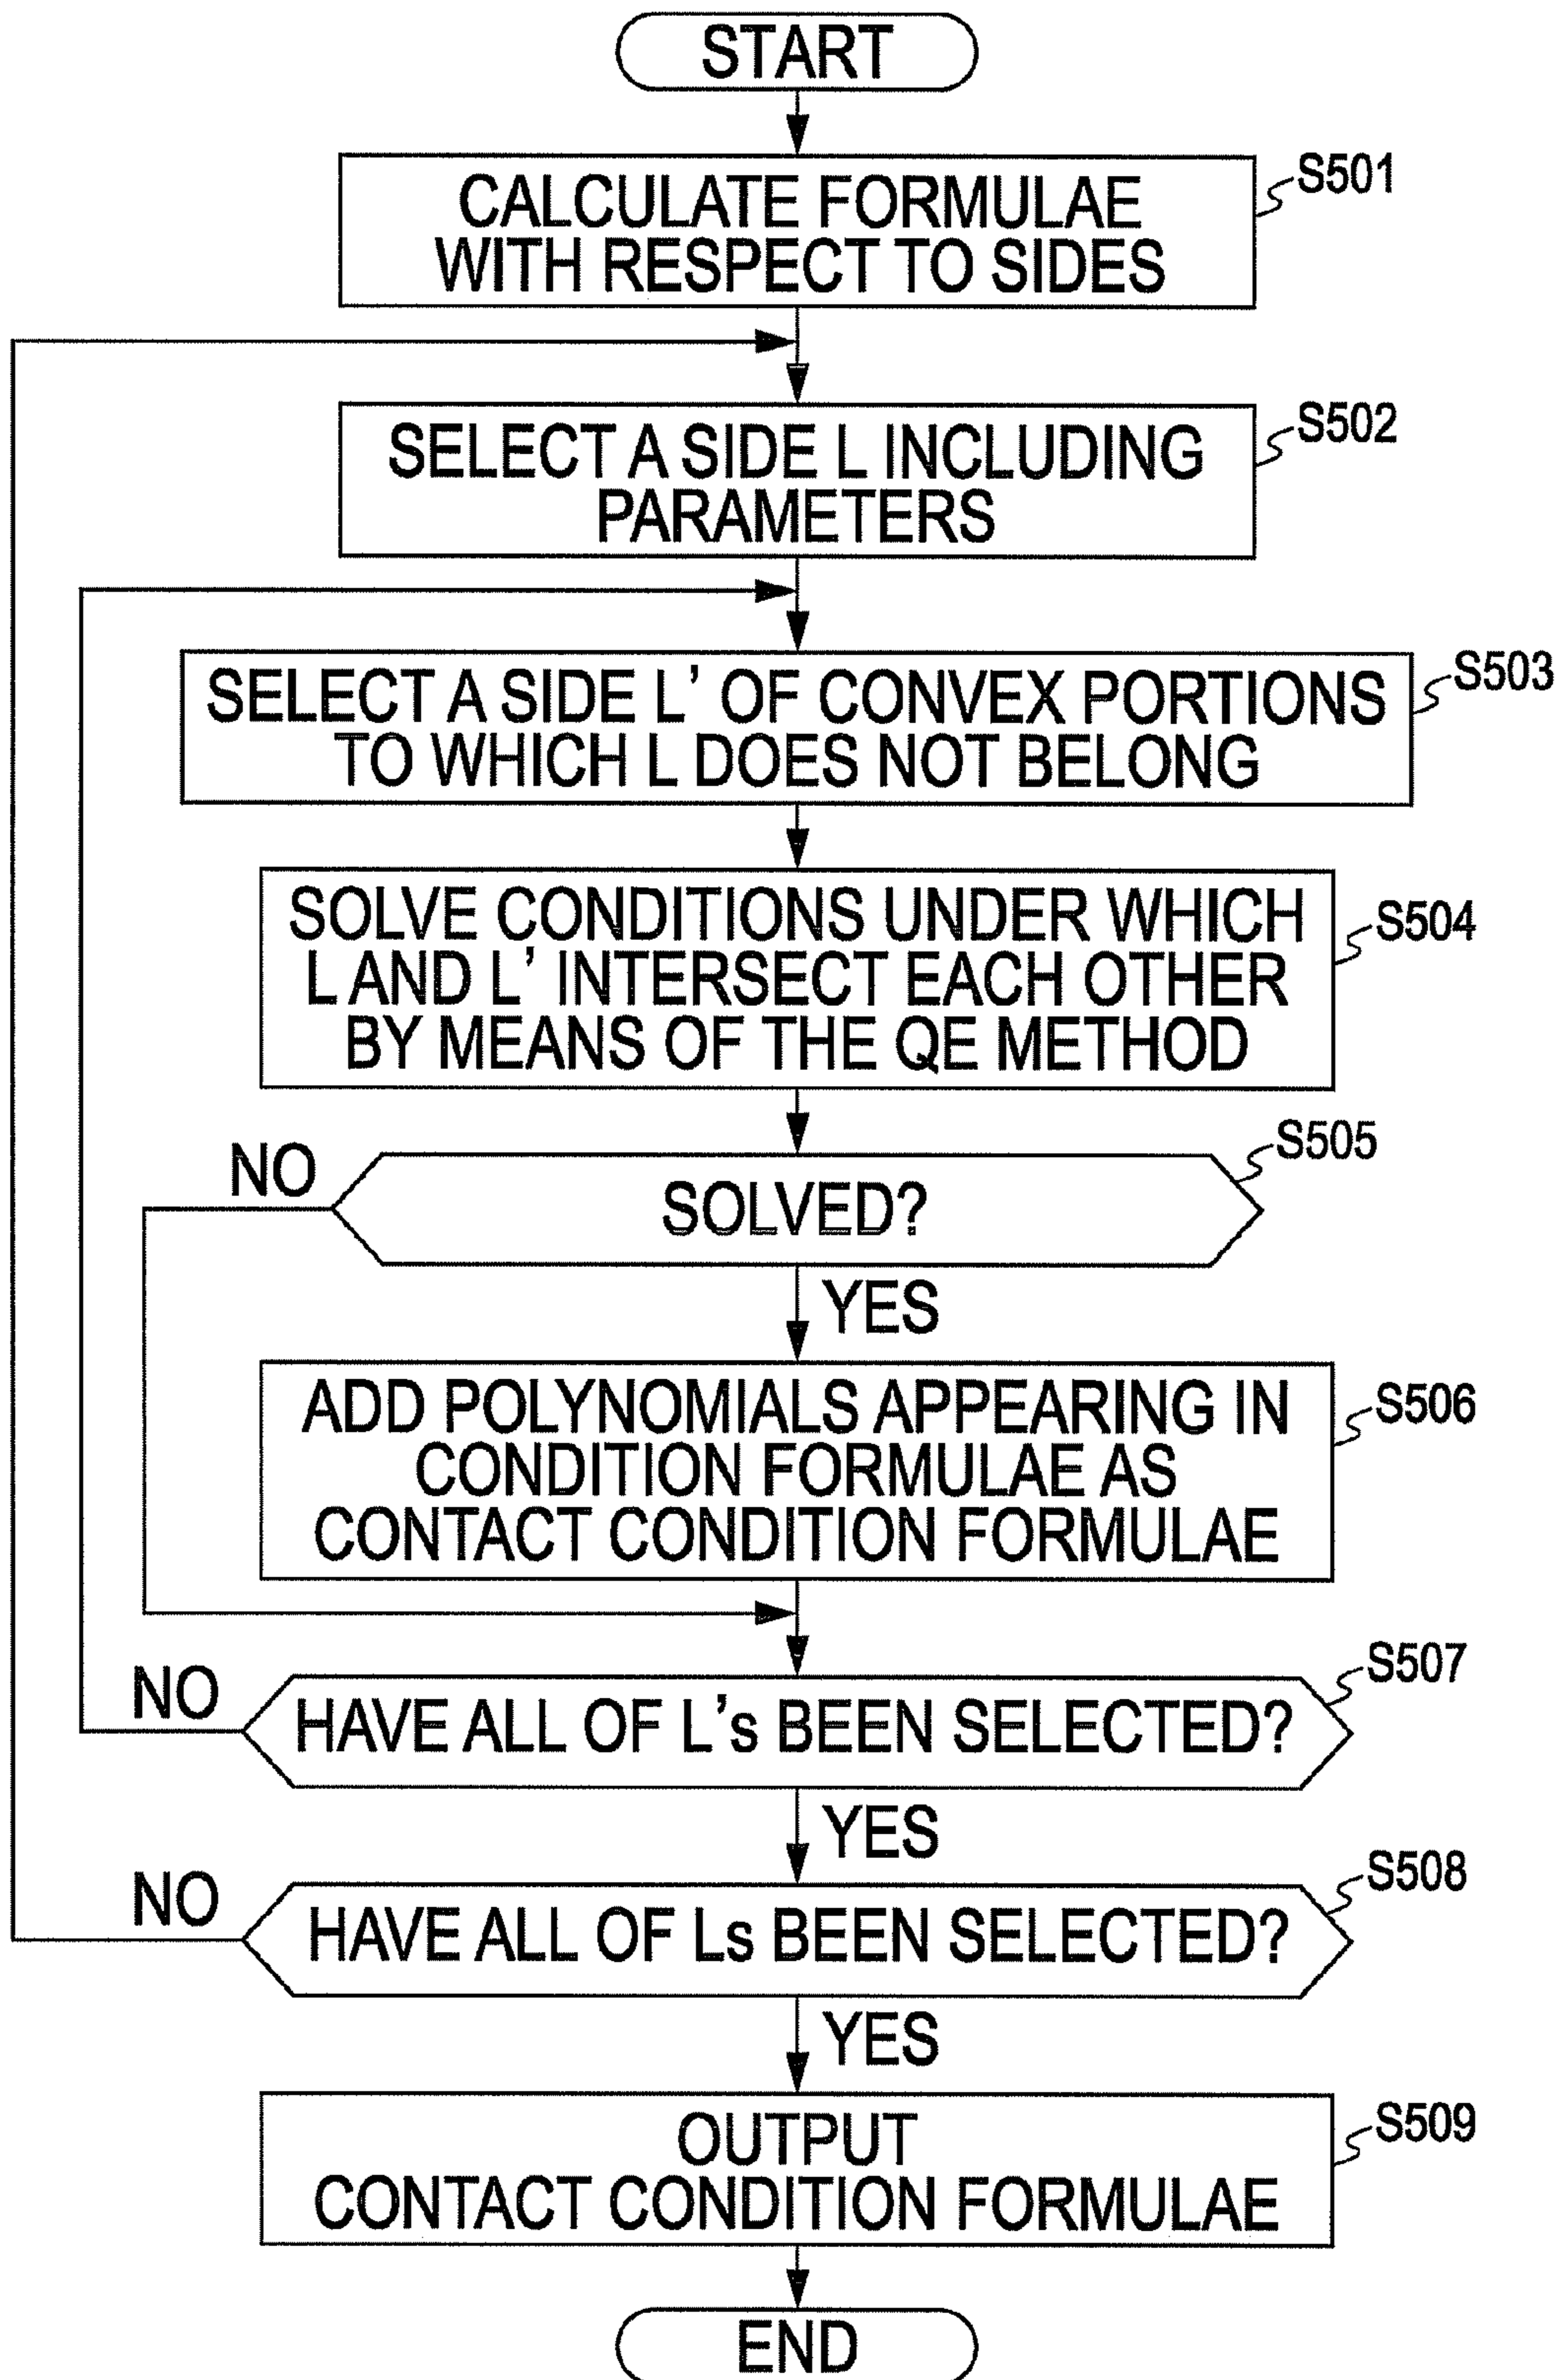 START
CALCULATE FORMULAE
WITH RESPECT TO SIDES
S501
SELECT A SIDE L INCLUDING
PARAMETERS
S502
SELECT A SIDE L' OF CONVEX PORTIONS
TO WHICH L DOES NOT BELONG
S503
SOLVE CONDITIONS UNDER WHICH
L AND L' INTERSECT EACH OTHER
BY MEANS OF THE QE METHOD
S504
SOLVED?
S505
NO
YES
ADD POLYNOMIALS APPEARING IN
CONDITION FORMULAE AS
CONTACT CONDITION FORMULAE
S506
HAVE ALL OF L's BEEN SELECTED?
S507
NO
YES
HAVE ALL OF Ls BEEN SELECTED?
S508
NO
YES
OUTPUT
CONTACT CONDITION FORMULAE
S509
END